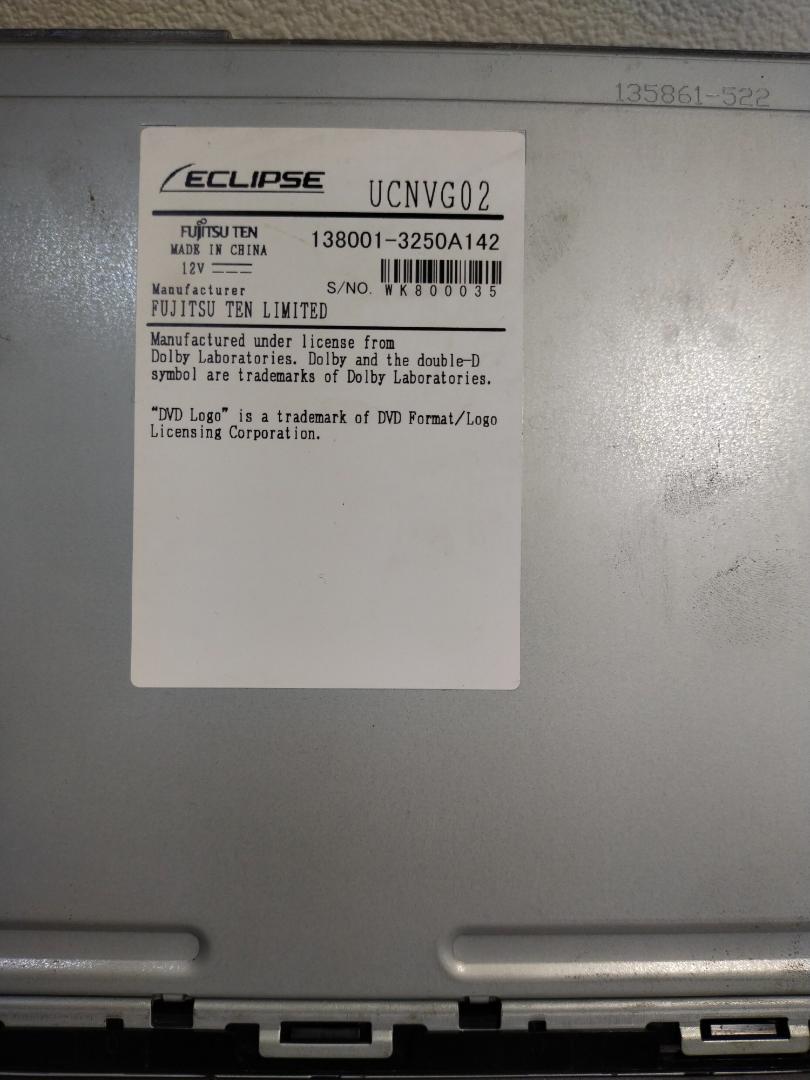 135861-522
ECLIPSE UCNVG02
FUJITSU TEN
MADE IN CHINA
138001-3250A142
12V
Manufacturer
S/NO. WK800035
FUJITSU TEN LIMITED
Manufactured under license from
Dolby Laboratories. Dolby and the double-D
symbol are trademarks of Dolby Laboratories.
“DVD Logo” is a trademark of DVD Format/Logo
Licensing Corporation.